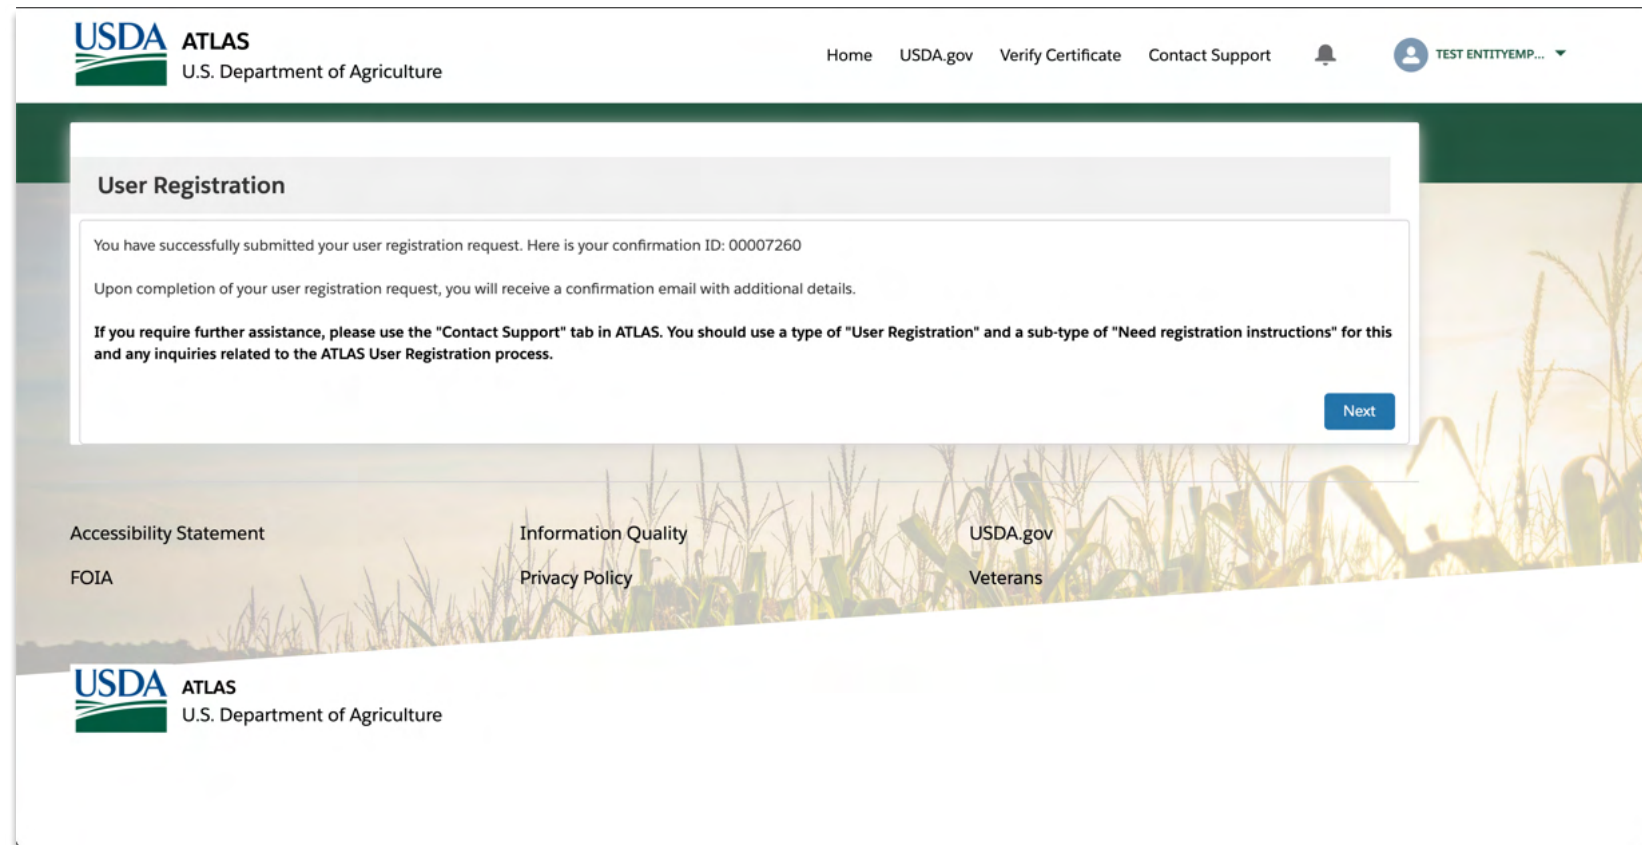 USDA ATLAS
U.S. Department of Agriculture
Home USDA.gov Verify Certificate Contact Support TEST ENTITYEMP...
User Registration
You have successfully submitted your user registration request. Here is your confirmation ID: 00007260
Upon completion of your user registration request, you will receive a confirmation email with additional details.
If you require further assistance, please use the "Contact Support" tab in ATLAS. You should use a type of "User Registration" and a sub-type of "Need registration instructions" for this
and any inquiries related to the ATLAS User Registration process.
Next
Accessibility Statement Information Quality USDA.gov
FOIA Privacy Policy Veterans
USDA ATLAS
U.S. Department of Agriculture